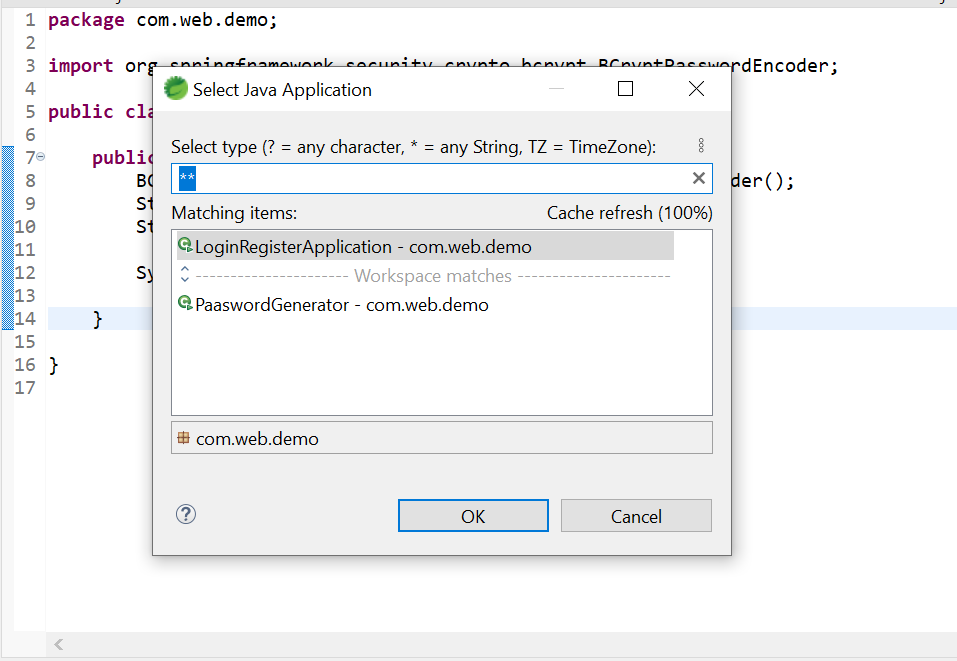 1 package com.web.demo;
2
3 import org.springframework.security.crypto.bcrypt.BCryptPasswordEncoder;
4
5 public cla
6
7 public
8 BC der();
9 St
10 St
11
12 Sy
13
14 }
15
16 }
17
Select Java Application
Select type (? = any character, * = any String, TZ = TimeZone):
**
Matching items: Cache refresh (100%)
LoginRegisterApplication - com.web.demo
---------------------- Workspace matches ----------------------
PaaswordGenerator - com.web.demo
com.web.demo
OK Cancel